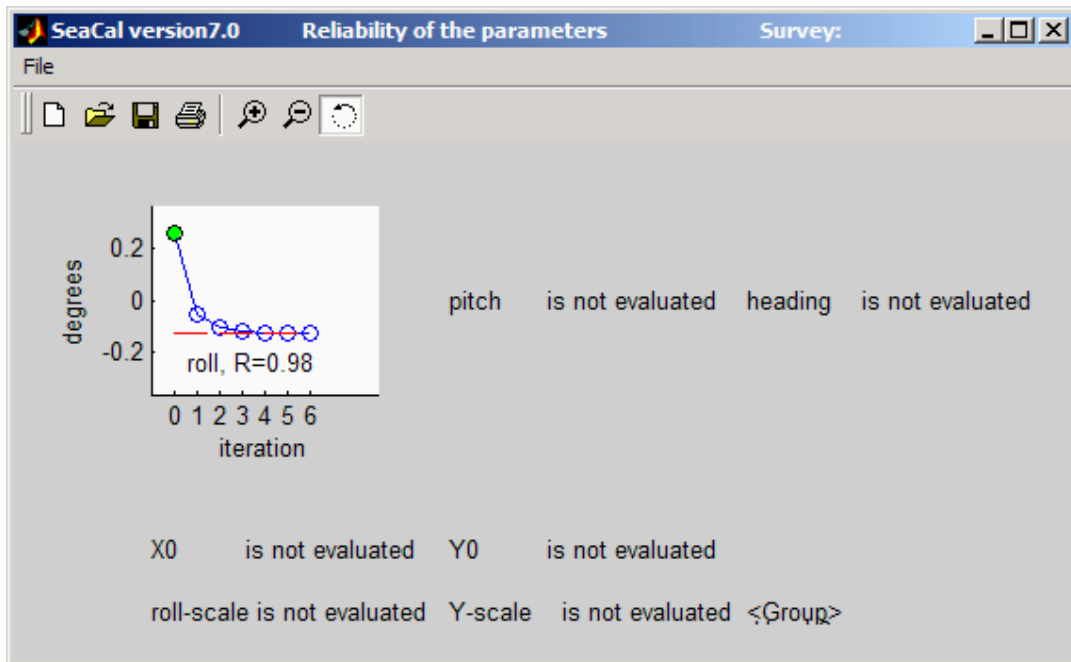 SeaCal version7.0 Reliability of the parameters Survey:
File
degrees
0.2
0
-0.2
roll, R=0.98
0 1 2 3 4 5 6
iteration
pitch is not evaluated heading is not evaluated
X0 is not evaluated Y0 is not evaluated
roll-scale is not evaluated Y-scale is not evaluated <Group>